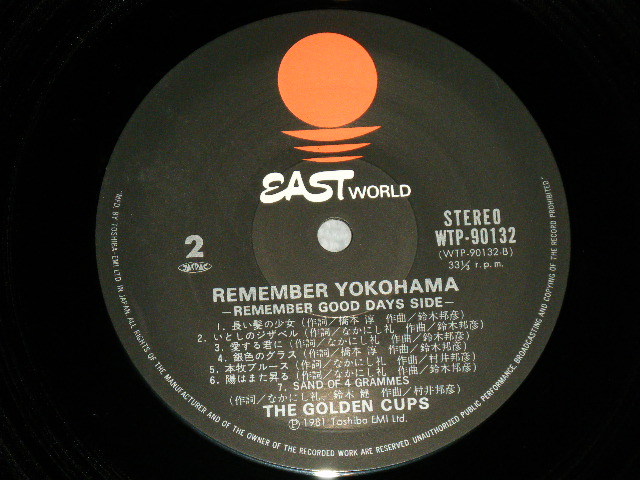 EAST WORLD
STEREO
WTP-90132
(WTP-90132-B)
33⅓ r.p.m.
2
JAYPAC
REMEMBER YOKOHAMA
—REMEMBER GOOD DAYS SIDE—
1. 長い髪の少女(作詞/橋本 淳 作曲/鈴木邦彦)
2. いとしのジザベル(作詞/なかにし礼 作曲/鈴木邦彦)
3. 愛する君に(作詞/なかにし礼 作曲/鈴木邦彦)
4. 銀色のグラス(作詞/橋本 淳 作曲/村井邦彦)
5. 本牧ブルース(作詞/なかにし礼 作曲/鈴木邦彦)
6. 陽はまた昇る(作詞/なかにし礼 作曲/鈴木邦彦)
7. SAND OF 4 GRAMMES
(作詞/なかにし礼 鈴木 健 作曲/村井邦彦)
THE GOLDEN CUPS
Ⓟ1981 Toshiba EMI Ltd.
"MFD. BY TOSHIBA-EMI LTD. IN JAPAN. ALL RIGHTS OF THE MANUFACTURER AND OF THE OWNER OF THE RECORDED WORK ARE RESERVED. UNAUTHORIZED PUBLIC PERFORMANCE, BROADCASTING AND COPYING OF THE RECORD PROHIBITED."